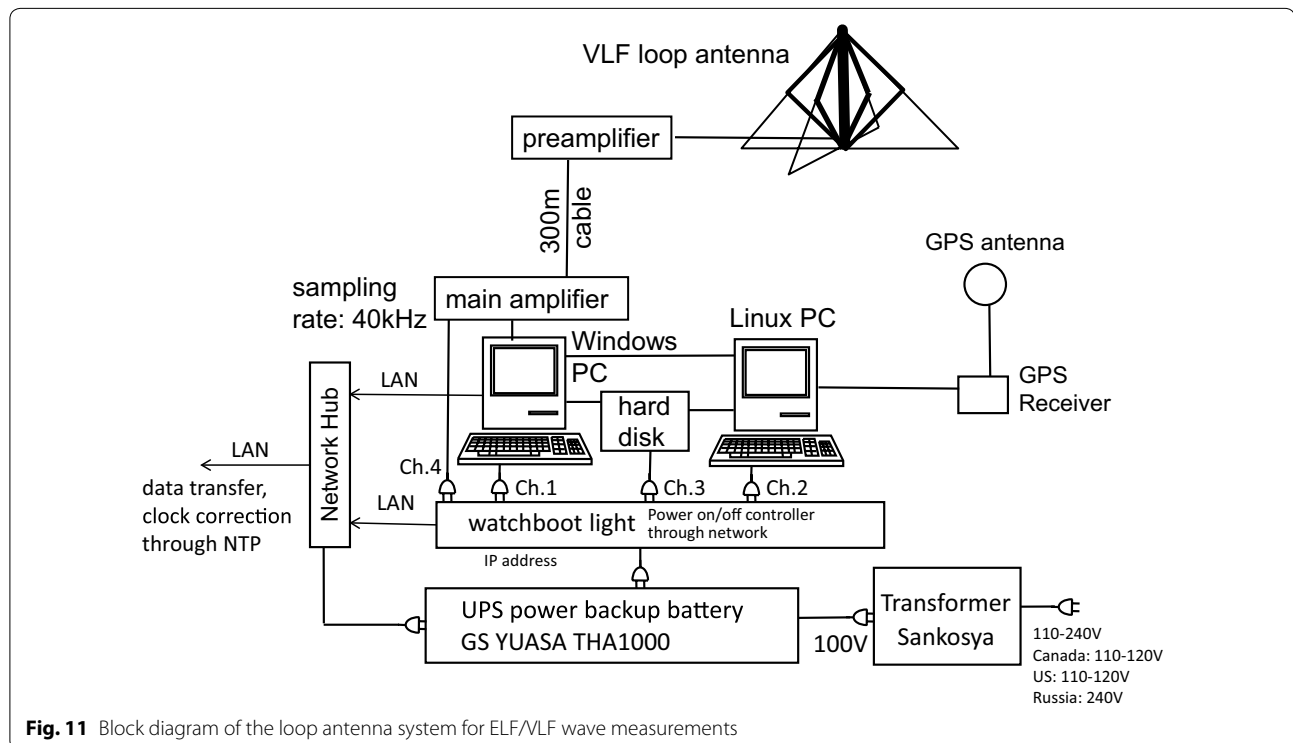 VLF loop antenna
preamplifier
300m
cable
GPS antenna
sampling
rate: 40kHz
main amplifier
Linux PC
Windows
PC
GPS
Receiver
LAN
hard
disk
Network Hub
LAN
data transfer,
clock correction
through NTP
Ch.4
Ch.1
Ch.3
Ch.2
LAN
watchboot light
Power on/off controller
through network
IP address
UPS power backup battery
GS YUASA THA1000
100V
Transformer
Sankosya
110-240V
Canada: 110-120V
US: 110-120V
Russia: 240V
Fig. 11 Block diagram of the loop antenna system for ELF/VLF wave measurements